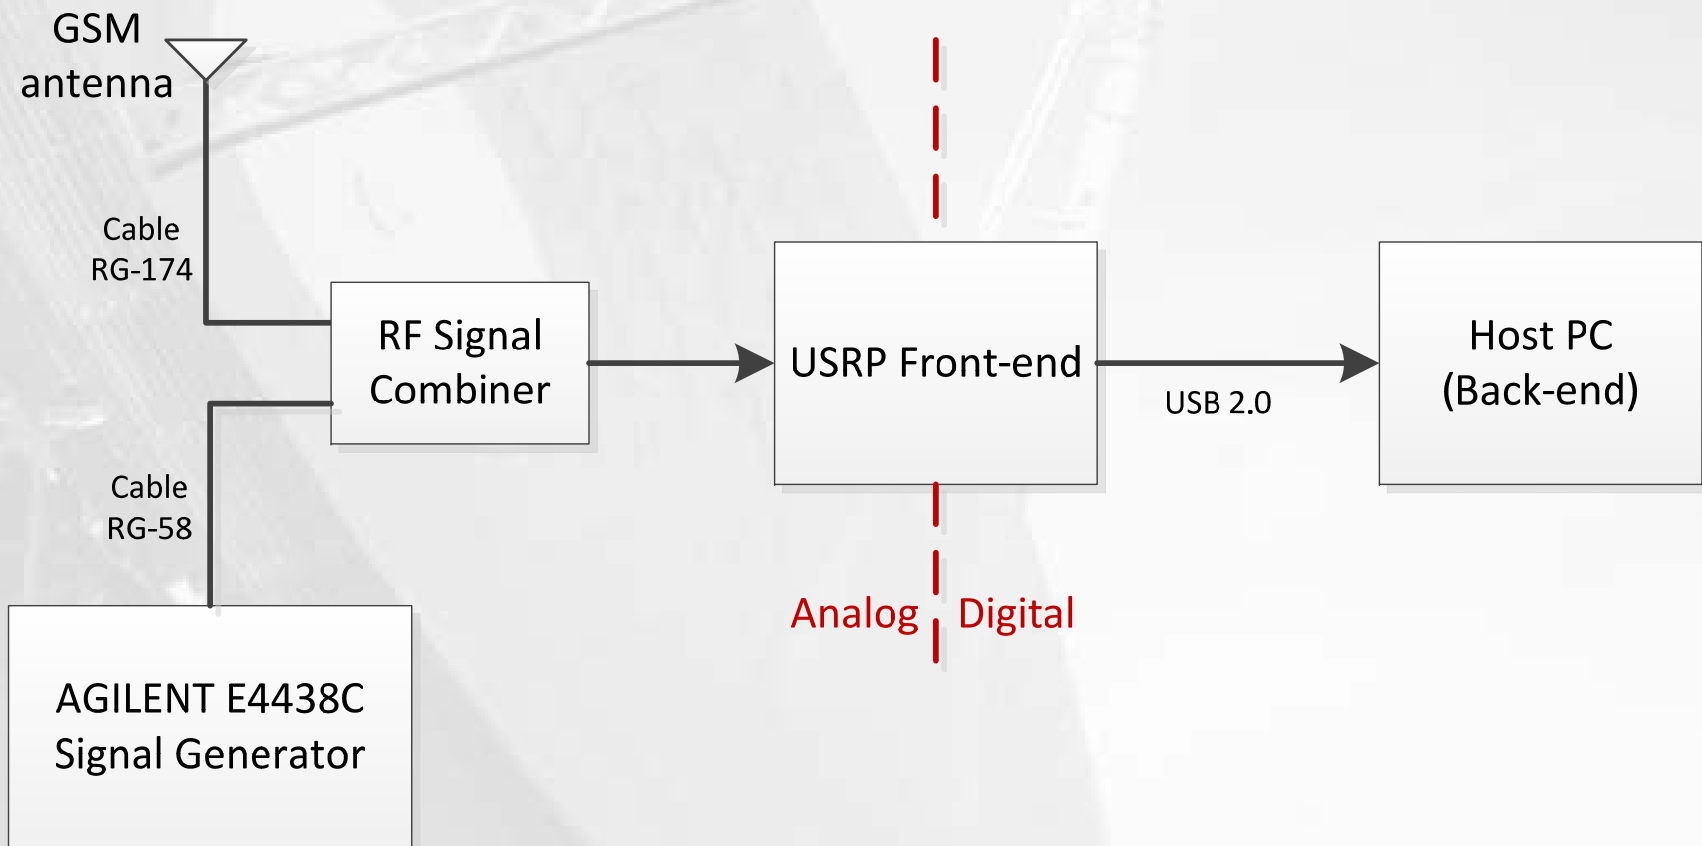 GSM
antenna
Cable
RG-174
RF Signal
Combiner
USRP Front-end
USB 2.0
Host PC
(Back-end)
Cable
RG-58
Analog
Digital
AGILENT E4438C
Signal Generator